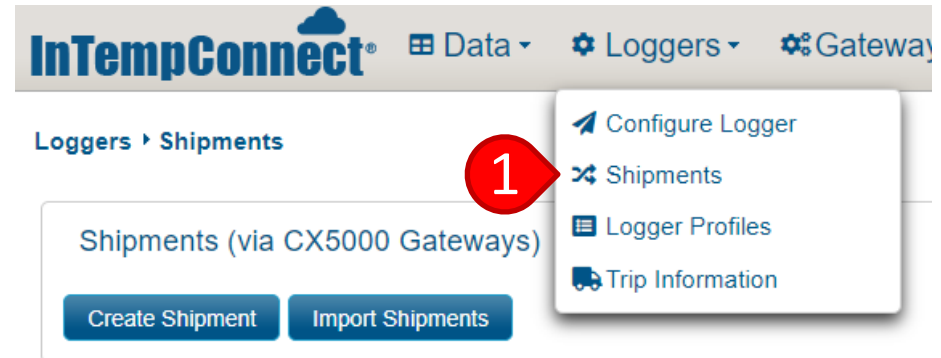 InTempConnect® Data Loggers Gateway
Configure Logger
Loggers Shipments
1 Shipments
Logger Profiles
Shipments (via CX5000 Gateways)
Trip Information
Create Shipment Import Shipments